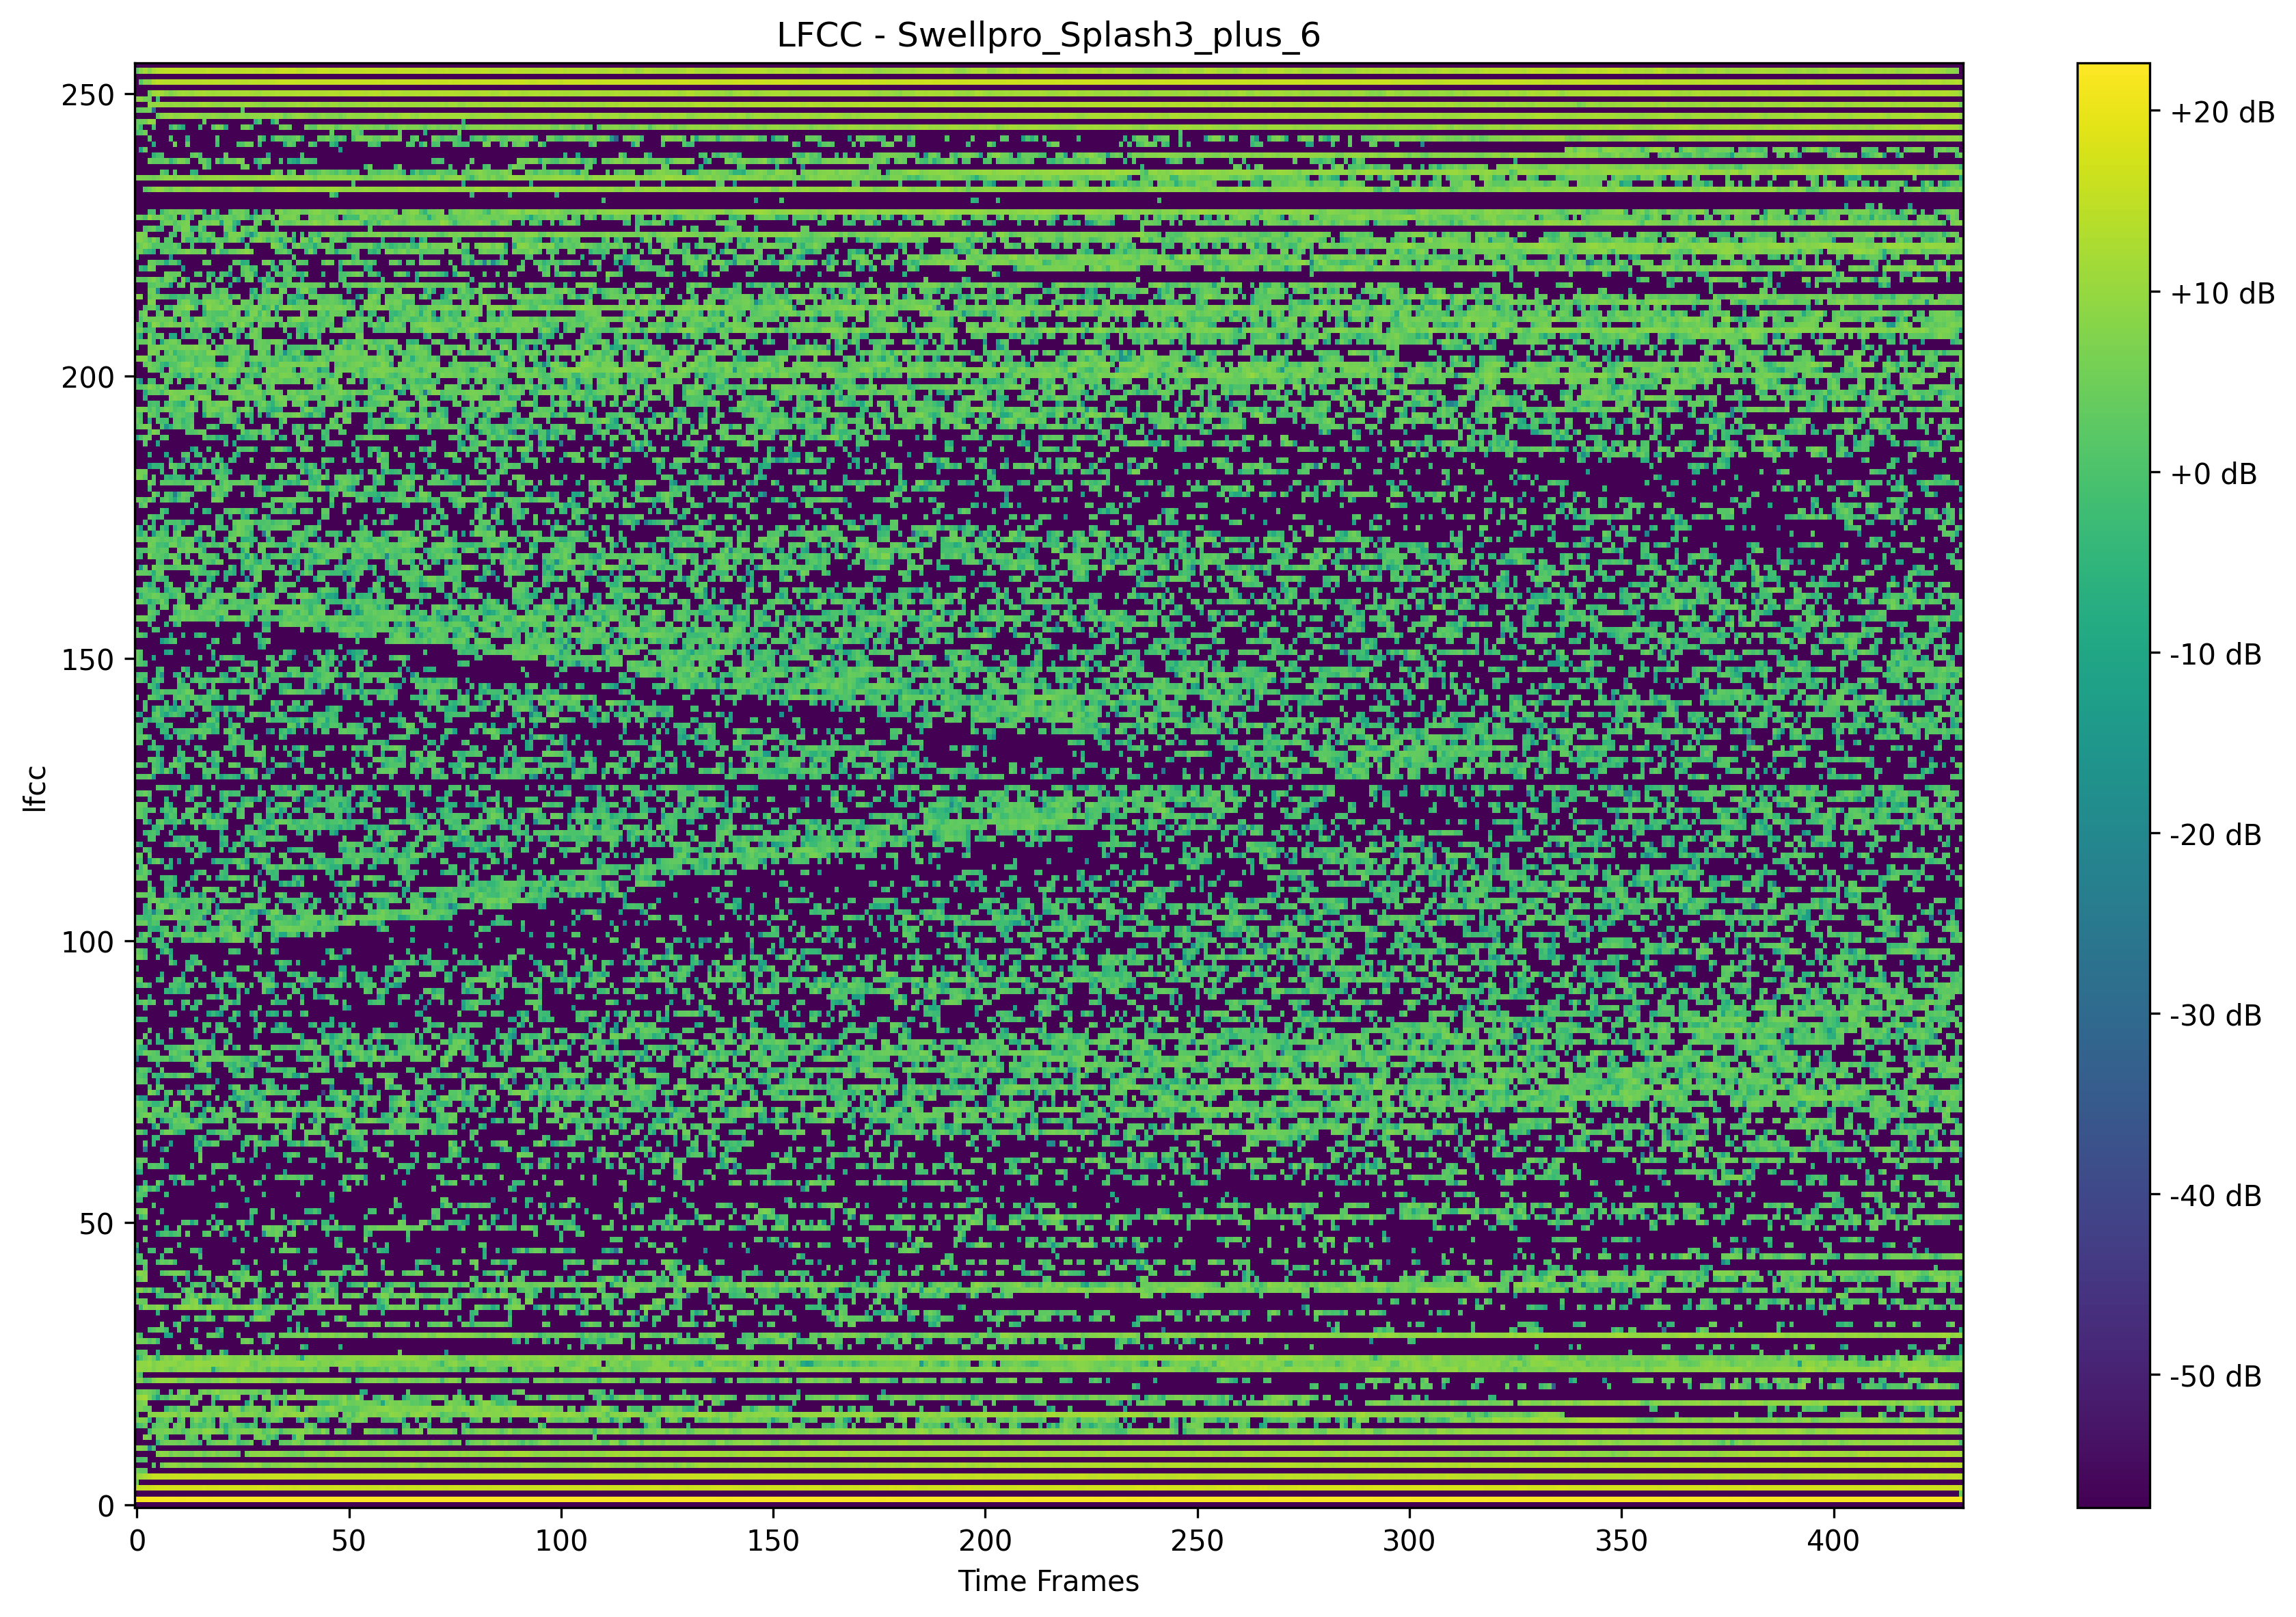 LFCC - Swellpro_Splash3_plus_6
250
200
150
100
50
0
lfcc
0 50 100 150 200 250 300 350 400
Time Frames
+20 dB
+10 dB
+0 dB
-10 dB
-20 dB
-30 dB
-40 dB
-50 dB